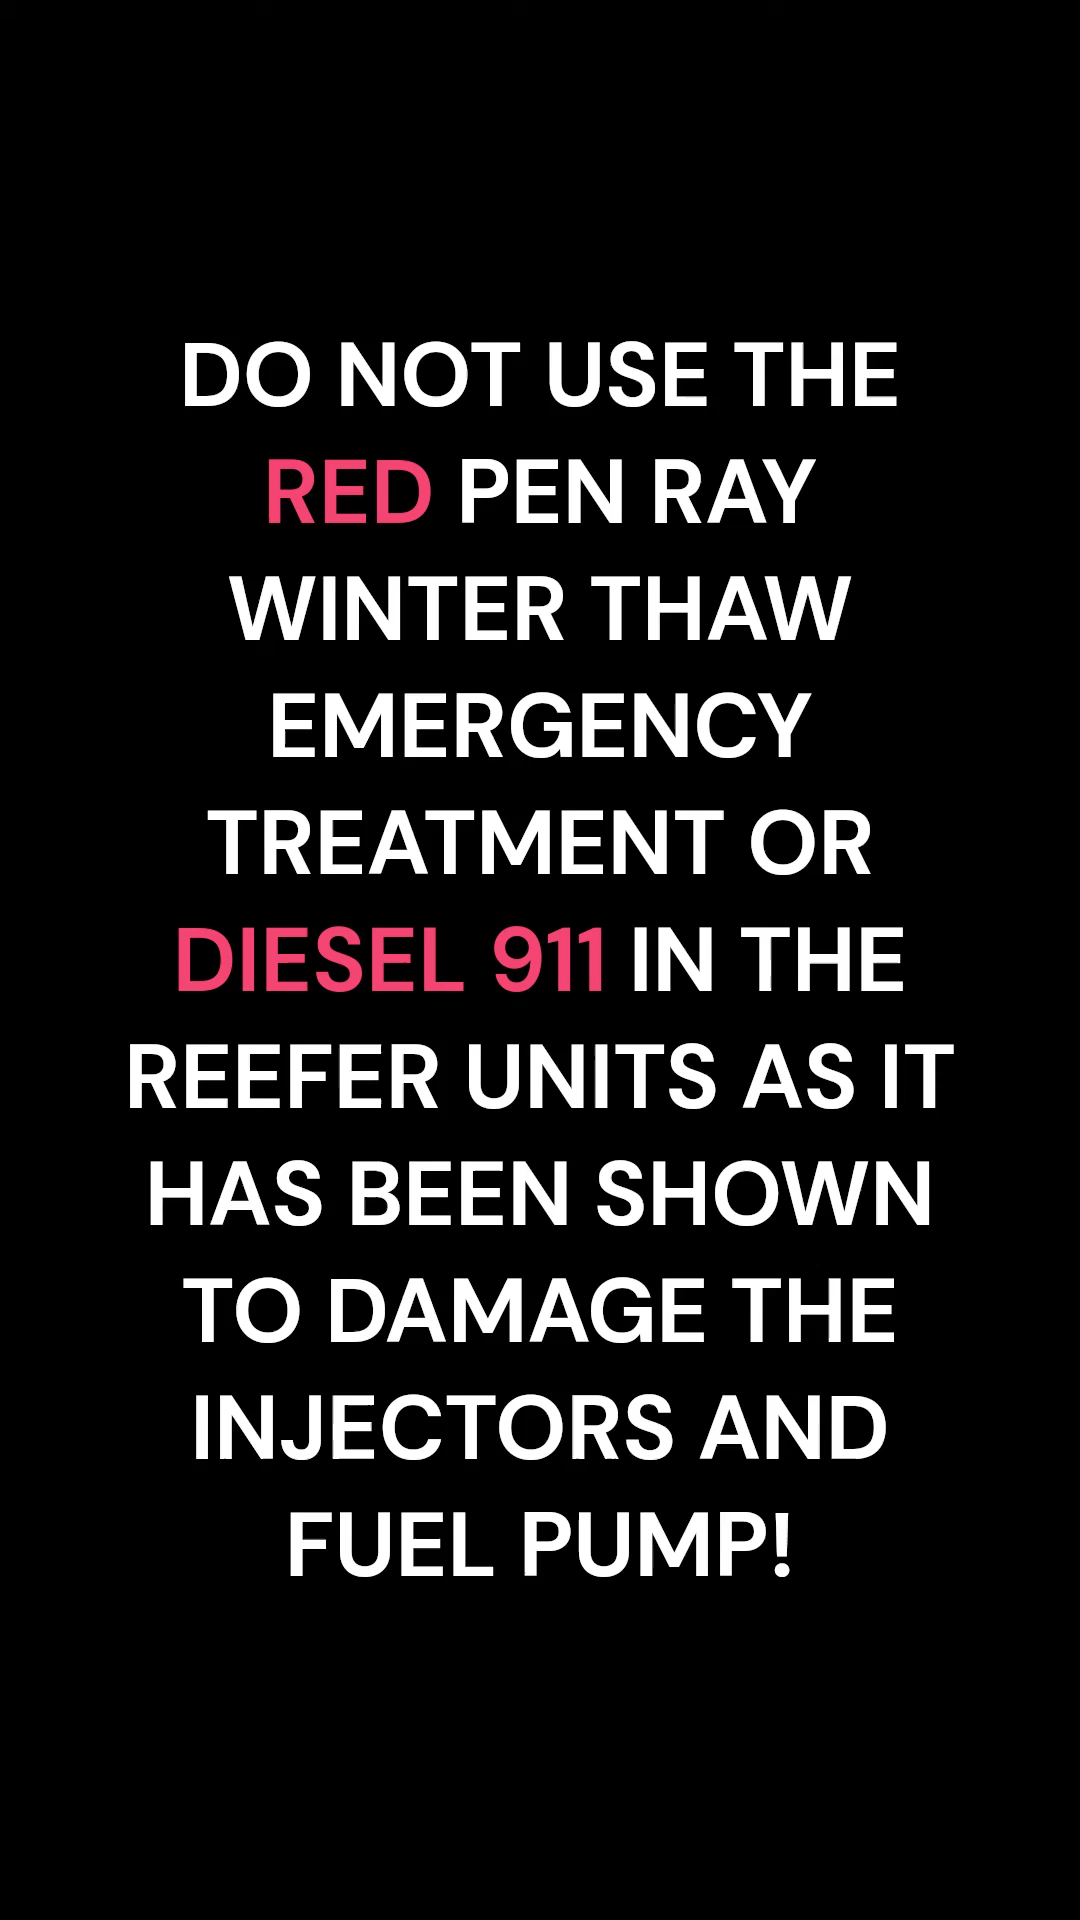 DO NOT USE THE
RED PEN RAY
WINTER THAW
EMERGENCY
TREATMENT OR
DIESEL 911 IN THE
REEFER UNITS AS IT
HAS BEEN SHOWN
TO DAMAGE THE
INJECTORS AND
FUEL PUMP!